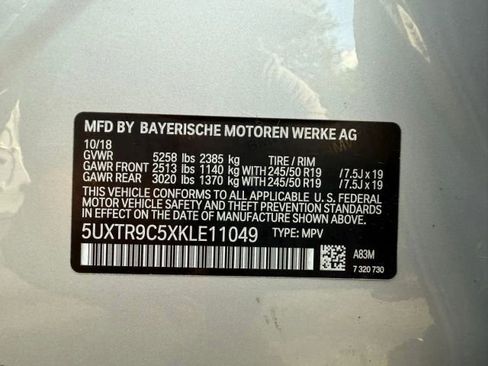 MFD BY BAYERISCHE MOTOREN WERKE AG
10/18
GVWR 5258 lbs 2385 kg TIRE / RIM
GAWR FRONT 2513 lbs 1140 kg WITH 245/50 R19 /7.5J x 19
GAWR REAR 3020 lbs 1370 kg WITH 245/50 R19 /7.5J x 19
THIS VEHICLE CONFORMS TO ALL APPLICABLE U.S. FEDERAL MOTOR
VEHICLE SAFETY, BUMPER, AND THEFT PREVENTION STANDARDS
IN EFFECT ON THE DATE OF MANUFACTURE SHOWN ABOVE.
5UXTR9C5XKLE11049 TYPE: MPV
A83M
7 320 730